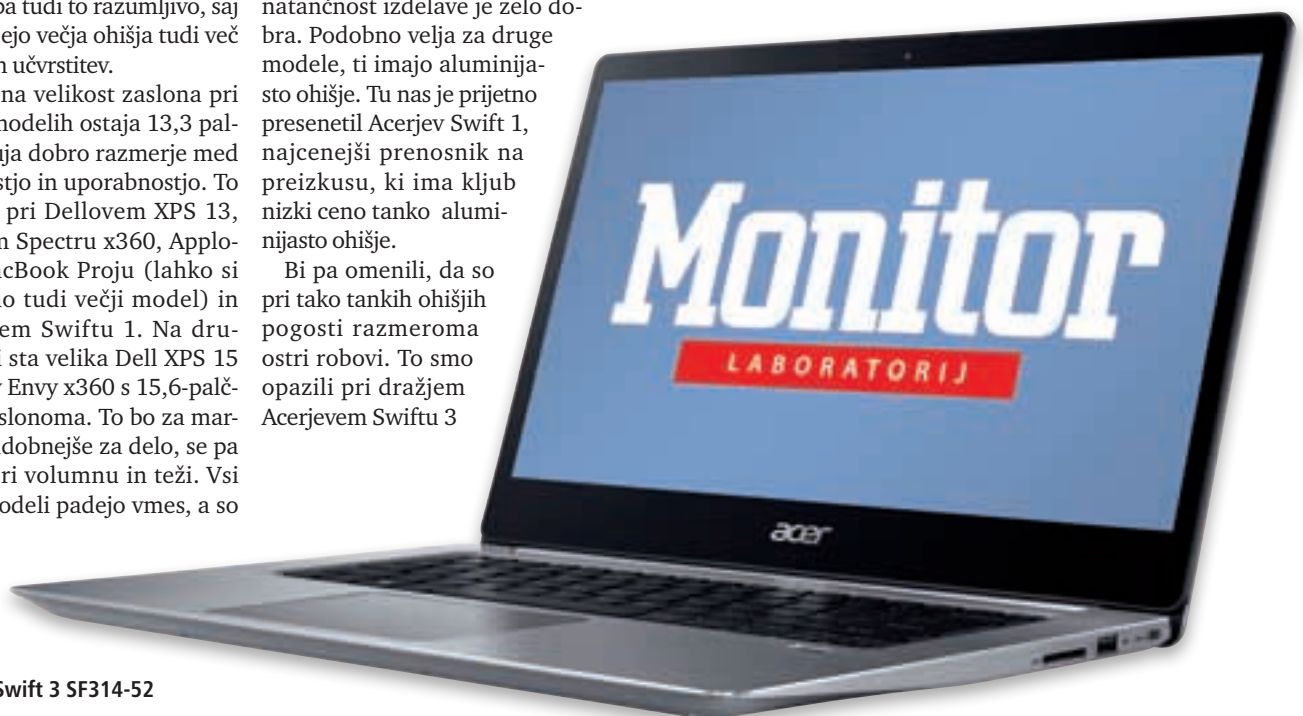 pa tudi to razumljivo, saj
ejo večja ohišja tudi več
učvrstitev.
na velikost zaslona pri
modelih ostaja 13,3 pal-
uja dobro razmerje med
stjo in uporabnostjo. To
pri Dellovem XPS 13,
Spectru x360, Applo-
cBook Proju (lahko si
o tudi večji model) in
em Swiftu 1. Na dru-
i sta velika Dell XPS 15
Envy x360 s 15,6-palč-
slonoma. To bo za mar-
dobnejše za delo, se pa
ri volumnu in teži. Vsi
odeli padejo vmes, a so
natančnost izdelave je zelo do-
bra. Podobno velja za druge
modele, ti imajo aluminija-
sto ohišje. Tu nas je prijetno
presenetil Acerjev Swift 1,
najcenejši prenosnik na
preizkusu, ki ima kljub
nizki ceno tanko alumi-
nijasto ohišje.
Bi pa omenili, da so
pri tako tankih ohišjih
pogosti razmeroma
ostri robovi. To smo
opazili pri dražjem
Acerjevem Swiftu 3
Monitor
LABORATORIJ
acer
Swift 3 SF314-52